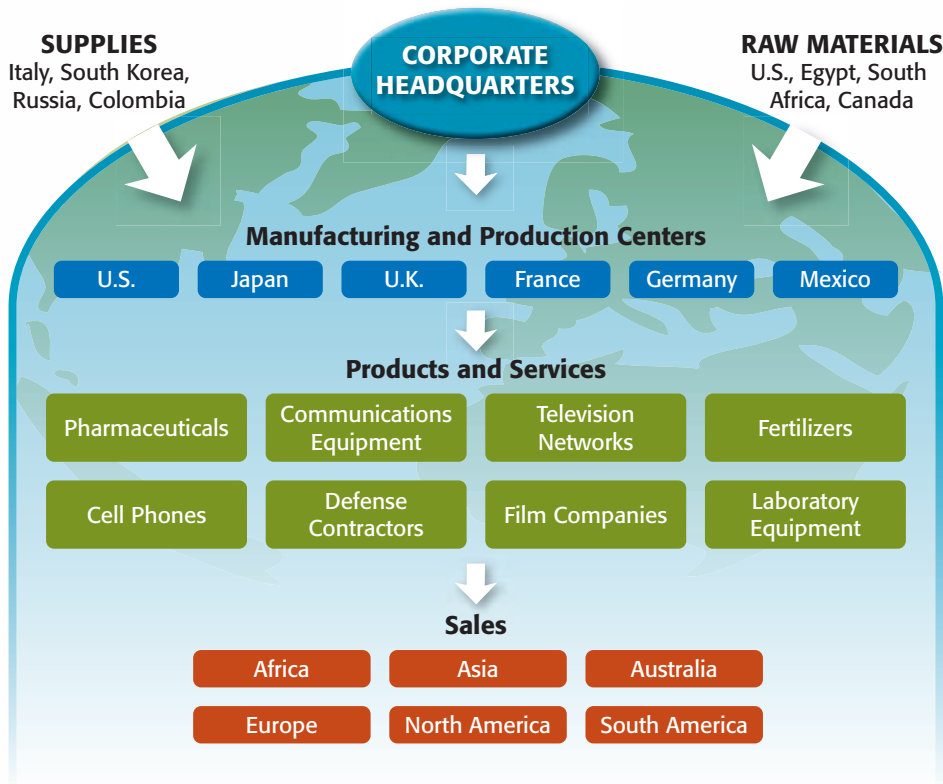 SUPPLIES
Italy, South Korea,
Russia, Colombia
CORPORATE
HEADQUARTERS
RAW MATERIALS
U.S., Egypt, South
Africa, Canada
Manufacturing and Production Centers
U.S.
Japan
U.K.
France
Germany
Mexico
Products and Services
Pharmaceuticals
Communications
Equipment
Television
Networks
Fertilizers
Cell Phones
Defense
Contractors
Film Companies
Laboratory
Equipment
Sales
Africa
Asia
Australia
Europe
North America
South America